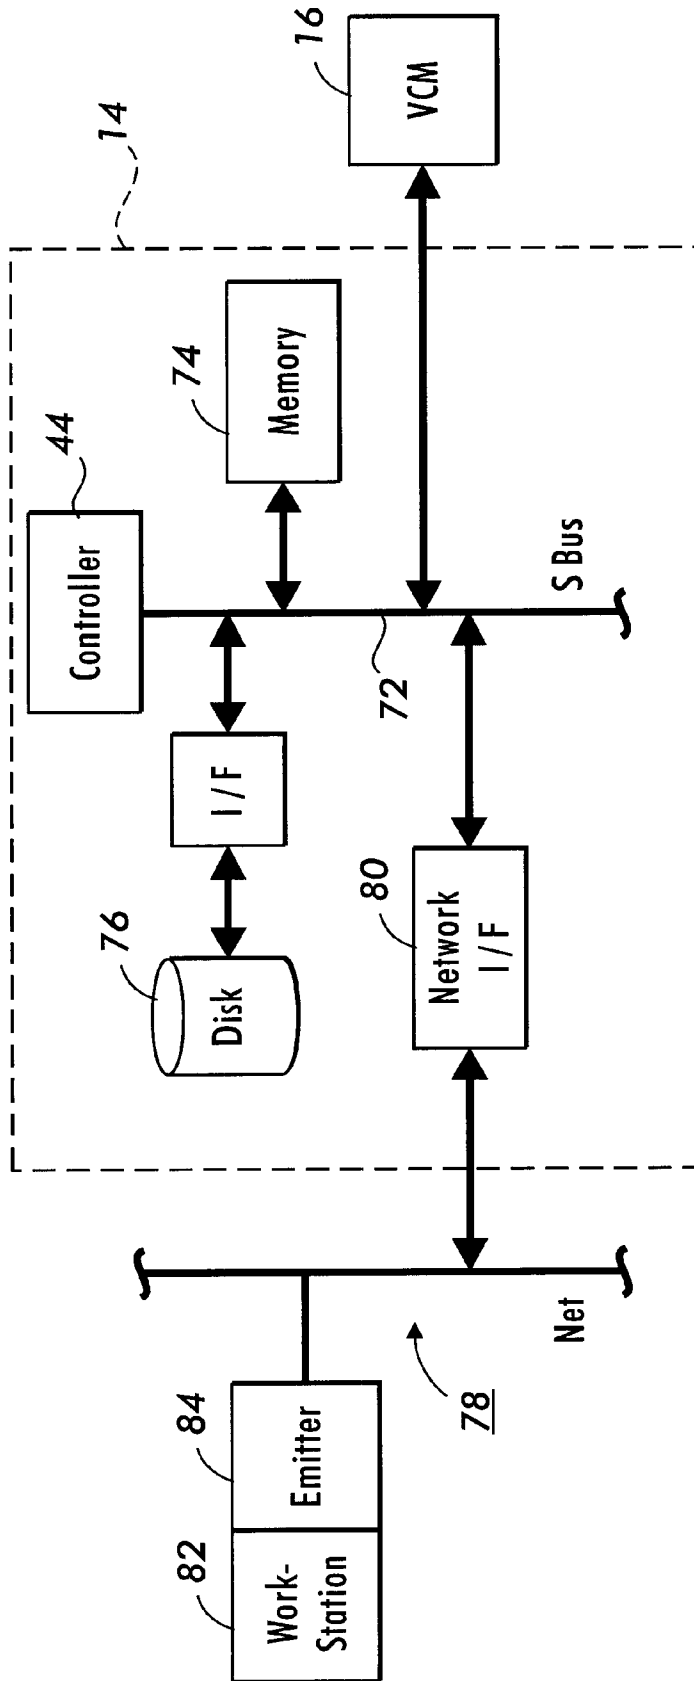 14
44
Controller
74
Memory
16
VCM
76
Disk
I/F
72
S Bus
80
Network
I/F
82
84
Work-
Station
Emitter
78
Net